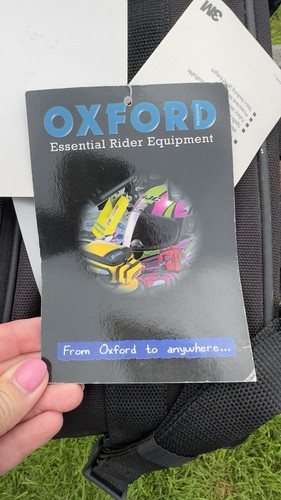 3M
OXFORD
Essential Rider Equipment
From Oxford to anywhere...